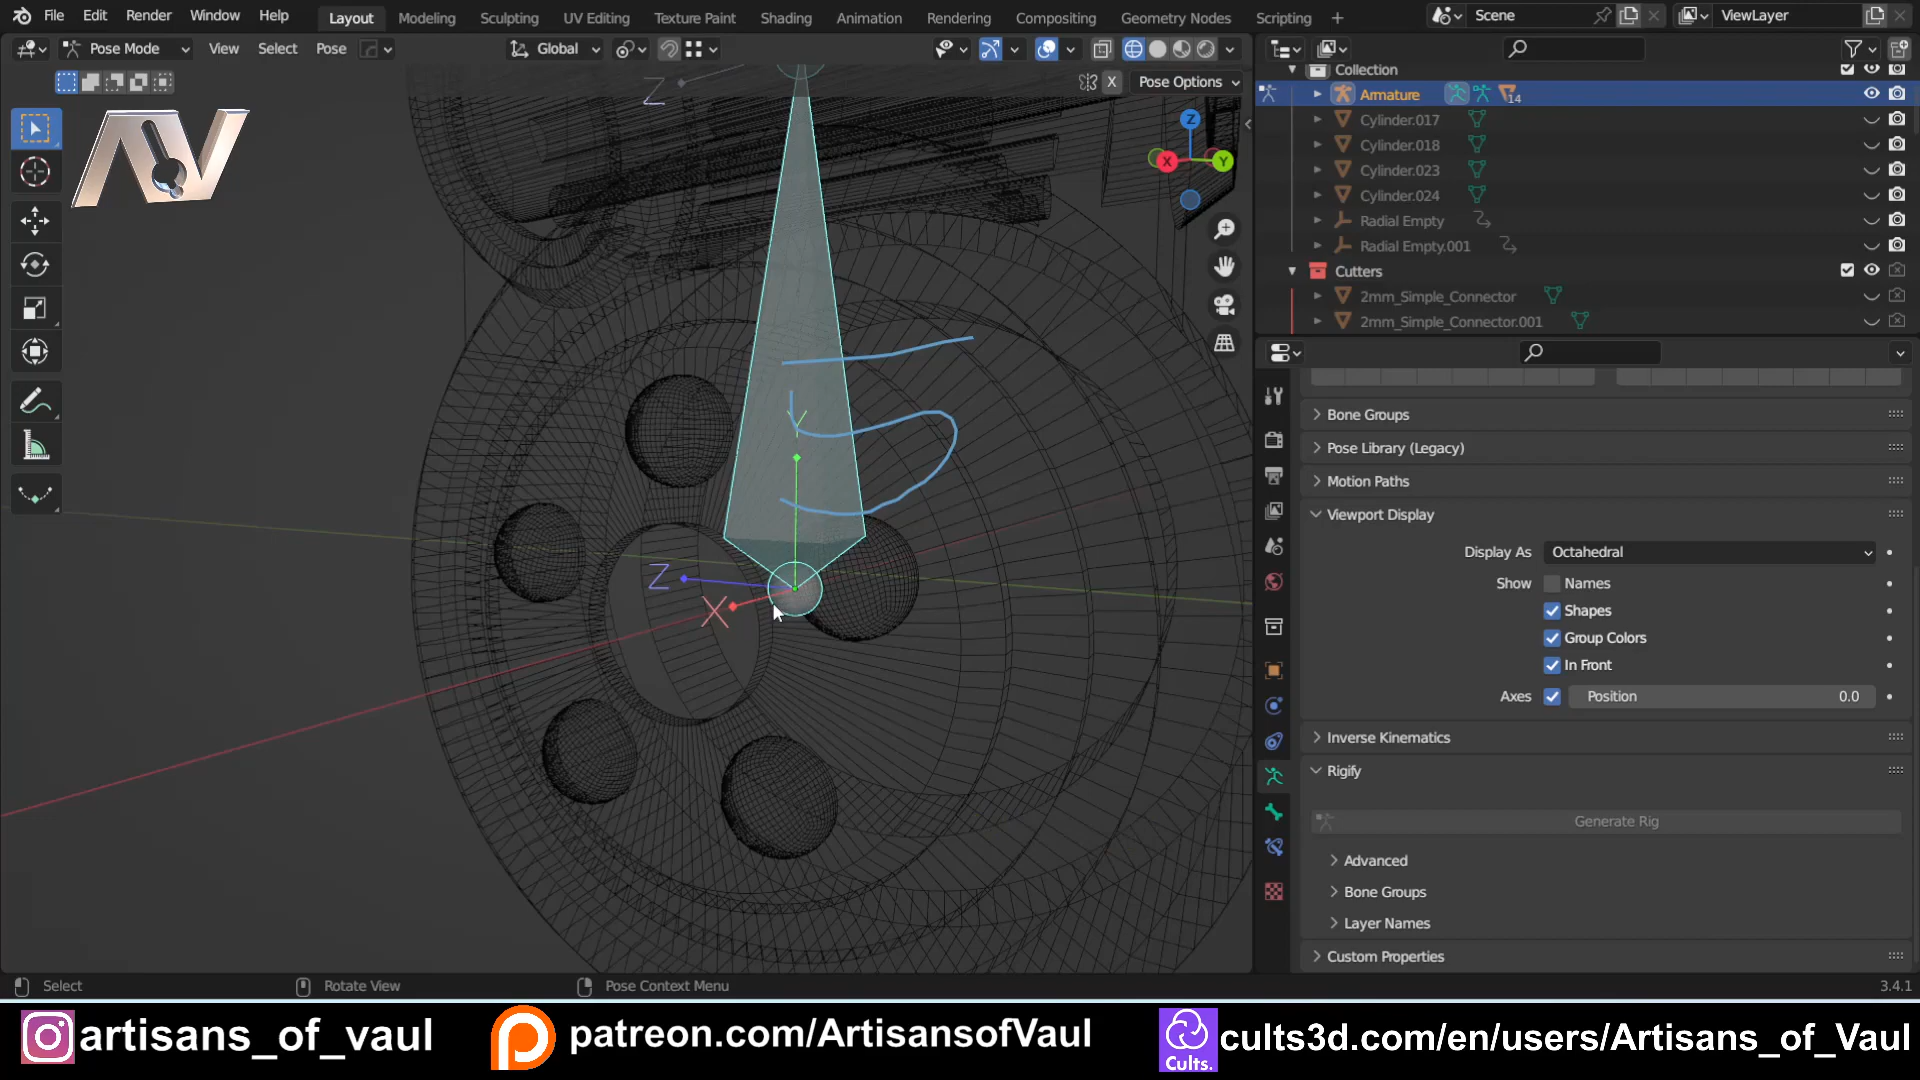 File Edit Render Window Help Layout Modeling Sculpting UV Editing Texture Paint Shading Animation Rendering Compositing Geometry Nodes Scripting + Scene ViewLayer
Pose Mode View Select Pose Global
X Pose Options
Collection
Armature 14
Cylinder.017
Cylinder.018
Cylinder.023
Cylinder.024
Radial Empty
Radial Empty.001
Cutters
2mm_Simple_Connector
2mm_Simple_Connector.001
AV
Z
Z
X Y
Y
Z
X
Bone Groups
Pose Library (Legacy)
Motion Paths
Viewport Display
Display As Octahedral
Show Names
Shapes
Group Colors
In Front
Axes Position 0.0
Inverse Kinematics
Rigify
Generate Rig
Advanced
Bone Groups
Layer Names
Custom Properties
Select Rotate View Pose Context Menu 3.4.1
artisans_of_vaul patreon.com/ArtisansofVaul Cults. cults3d.com/en/users/Artisans_of_Vaul